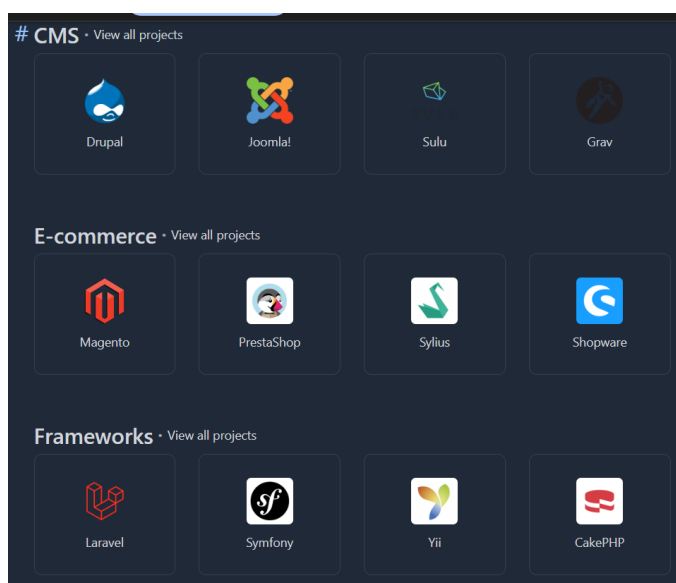 # CMS • View all projects
Drupal Joomla! Sulu Grav
E-commerce • View all projects
Magento PrestaShop Sylius Shopware
Frameworks • View all projects
sf
Laravel Symfony Yii CakePHP